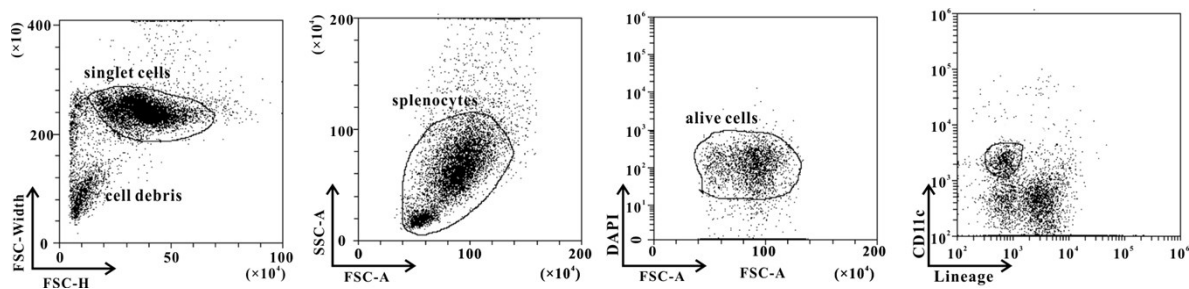 (×10)
400
200
0
singlet cells
cell debris
FSC-Width
FSC-H
50
100
(×10⁴)
(×10⁴)
200
100
0
splenocytes
SSC-A
FSC-A
0
100
200
(×10⁴)
10⁶
10⁵
10⁴
10³
10²
10¹
0
alive cells
DAPI
FSC-A
FSC-A
0
100
200
(×10⁴)
10⁶
10⁵
10⁴
10³
10²
CD11c
Lineage
10²
10³
10⁴
10⁵
10⁶